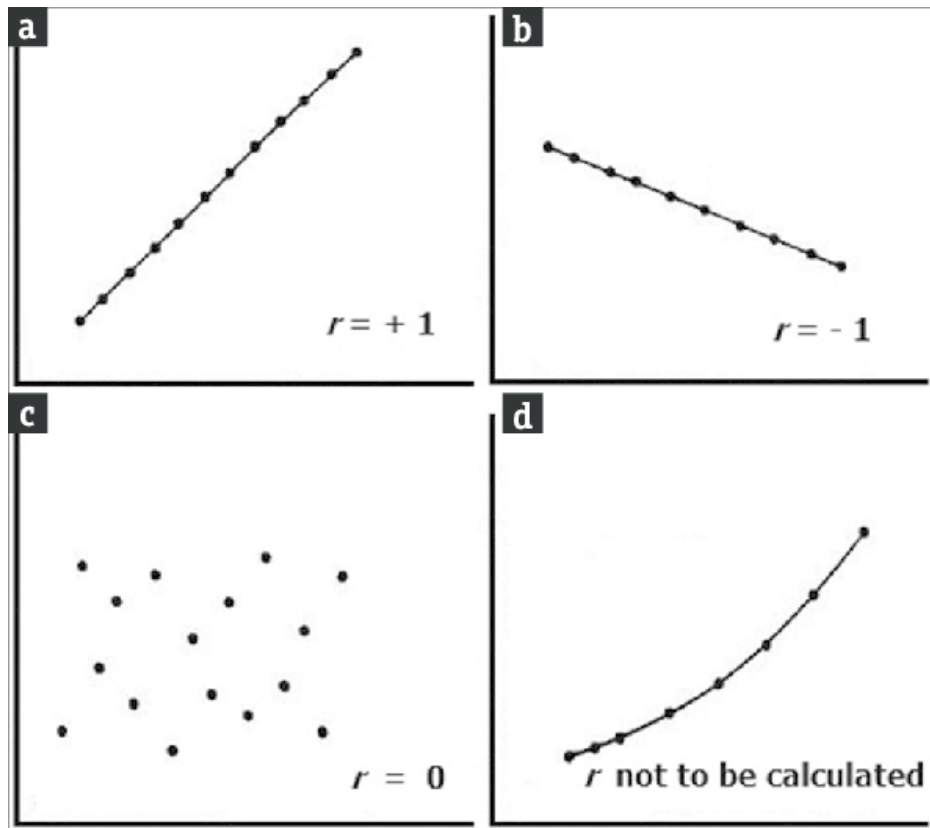 a
r = + 1
b
r = - 1
c
r = 0
d
r not to be calculated